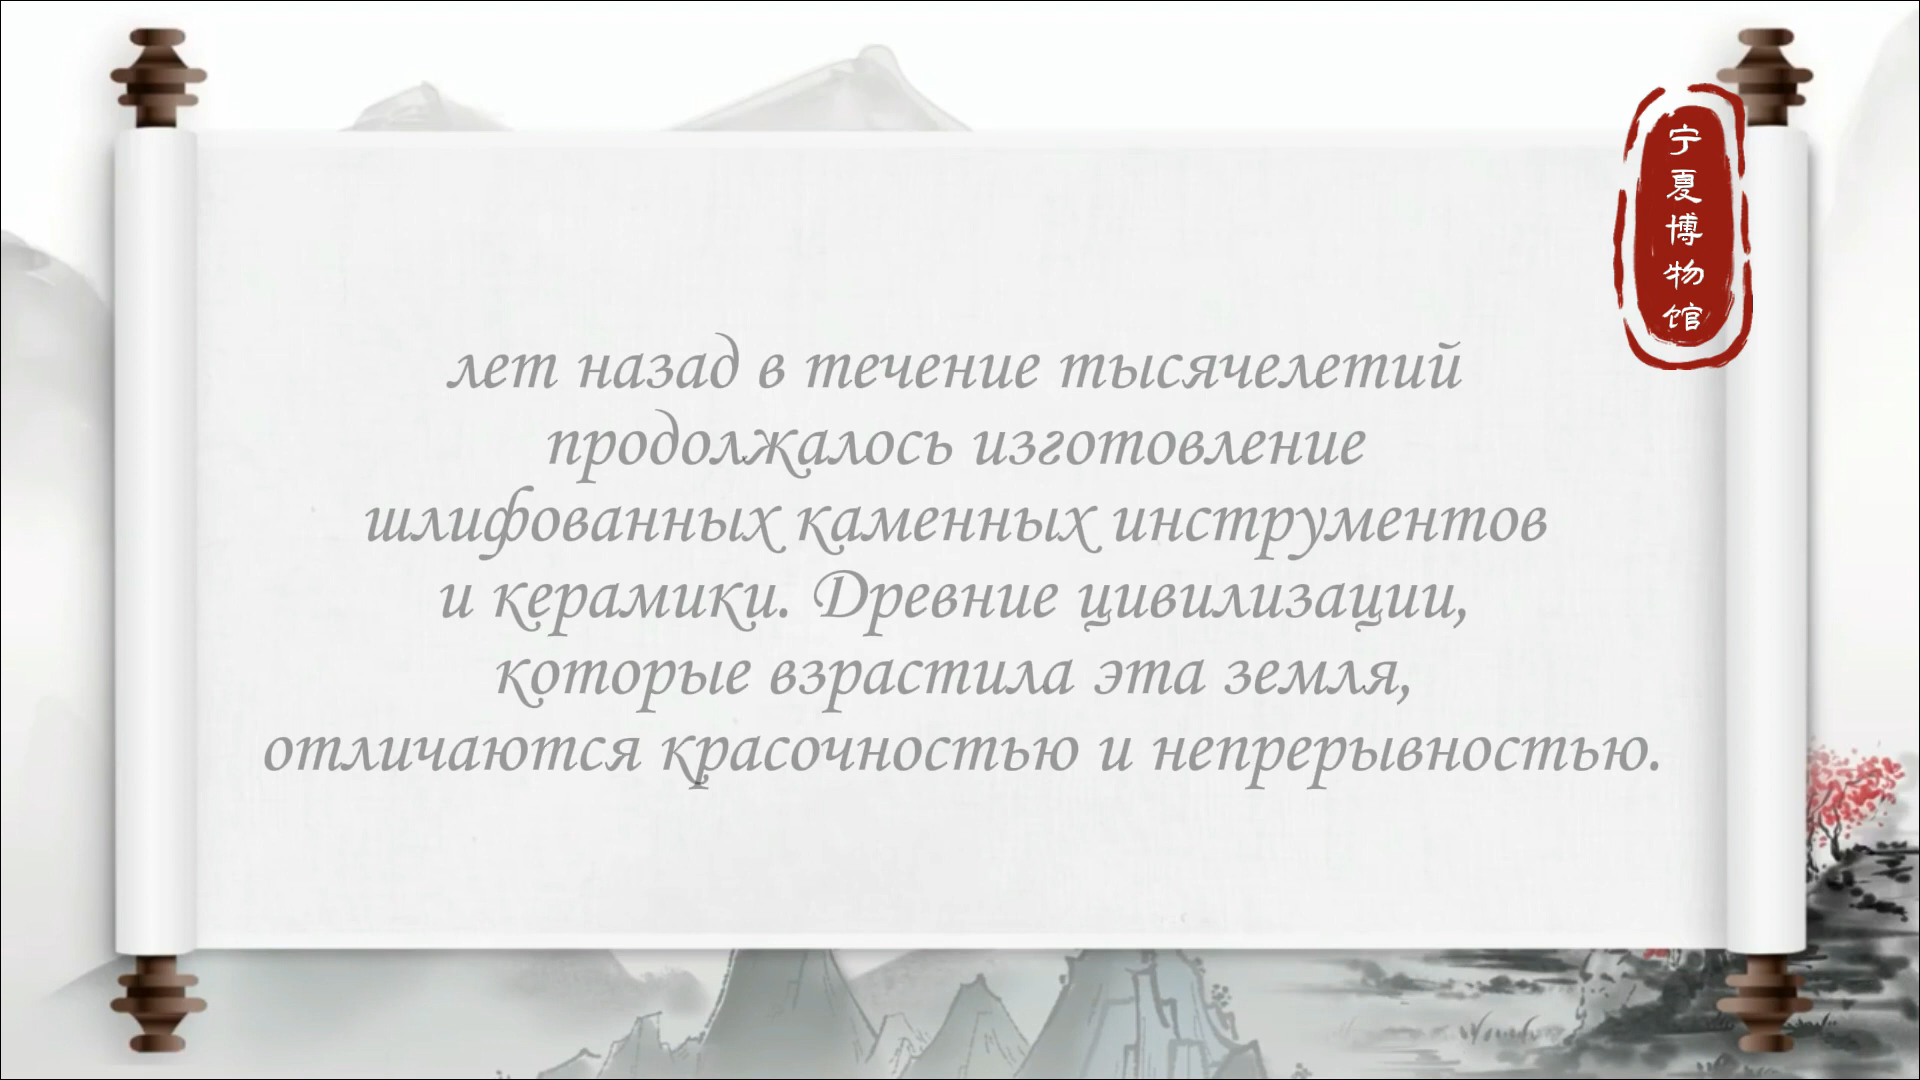 宁夏博物馆
лет назад в течение тысячелетий
продолжалось изготовление
шлифованных каменных инструментов
и керамики. Древние цивилизации,
которые взрастила эта земля,
отличаются красочностью и непрерывностью.